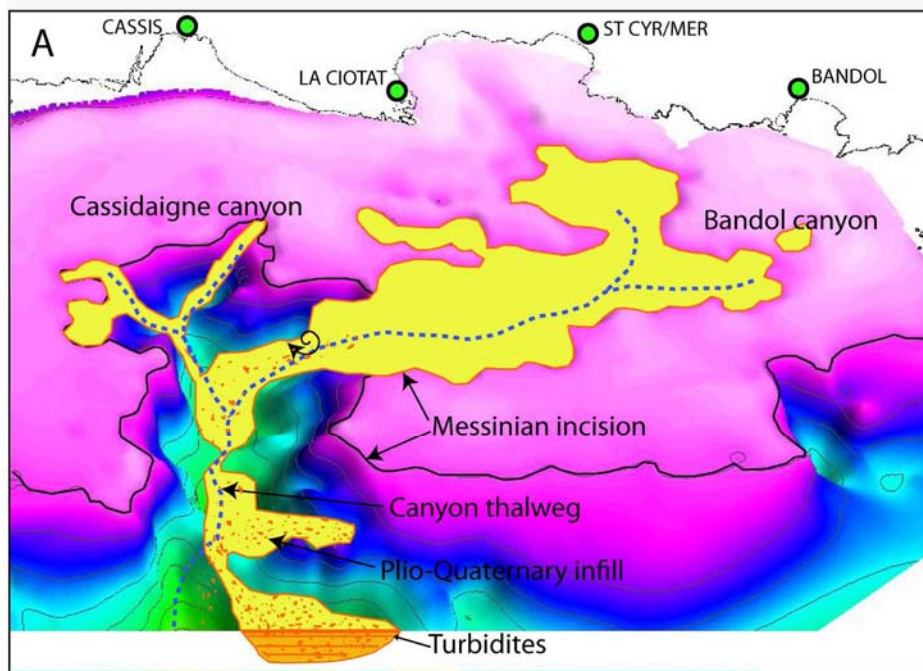 A
CASSIS
ST CYR/MER
LA CIOTAT
BANDOL
Cassidaigne canyon
Bandol canyon
Messinian incision
Canyon thalweg
Plio-Quaternary infill
Turbidites